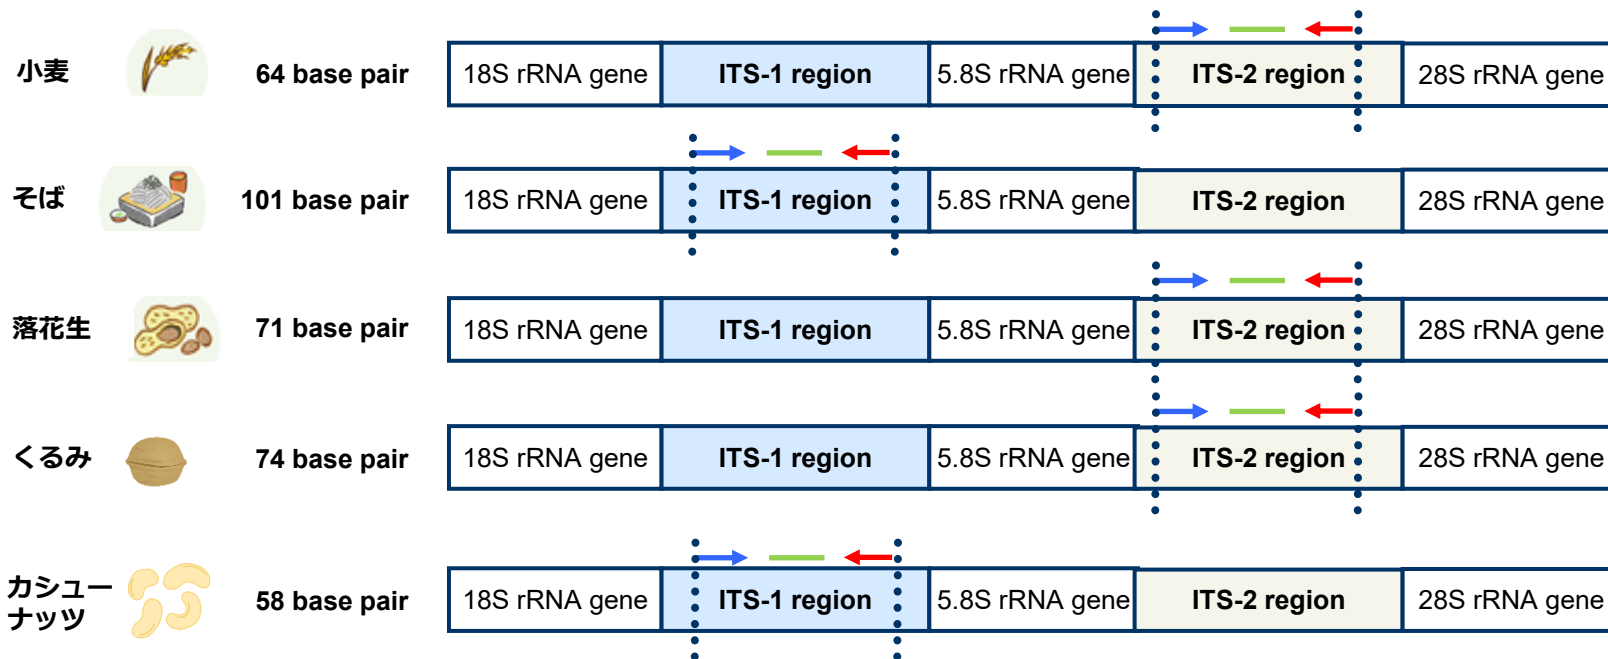 小麦 64 base pair 18S rRNA gene ITS-1 region 5.8S rRNA gene ITS-2 region 28S rRNA gene
そば 101 base pair 18S rRNA gene ITS-1 region 5.8S rRNA gene ITS-2 region 28S rRNA gene
落花生 71 base pair 18S rRNA gene ITS-1 region 5.8S rRNA gene ITS-2 region 28S rRNA gene
くるみ 74 base pair 18S rRNA gene ITS-1 region 5.8S rRNA gene ITS-2 region 28S rRNA gene
カシュー
ナッツ 58 base pair 18S rRNA gene ITS-1 region 5.8S rRNA gene ITS-2 region 28S rRNA gene